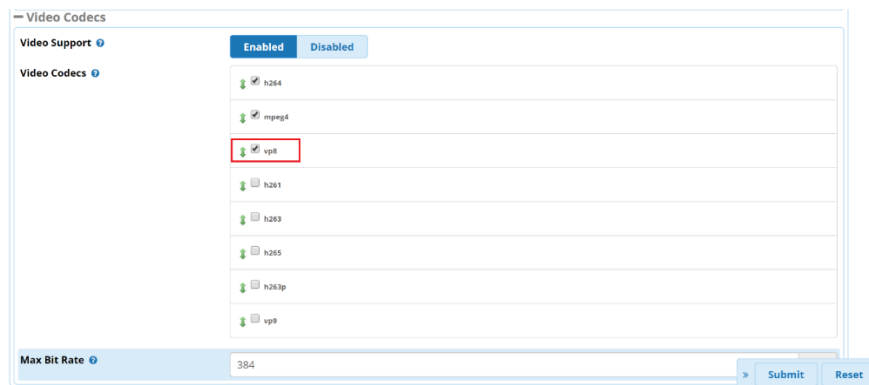 Video Codecs
Video Support
Enabled Disabled
Video Codecs
h264
mpeg4
vp8
h261
h263
h265
h263p
vp9
Max Bit Rate
384
» Submit Reset